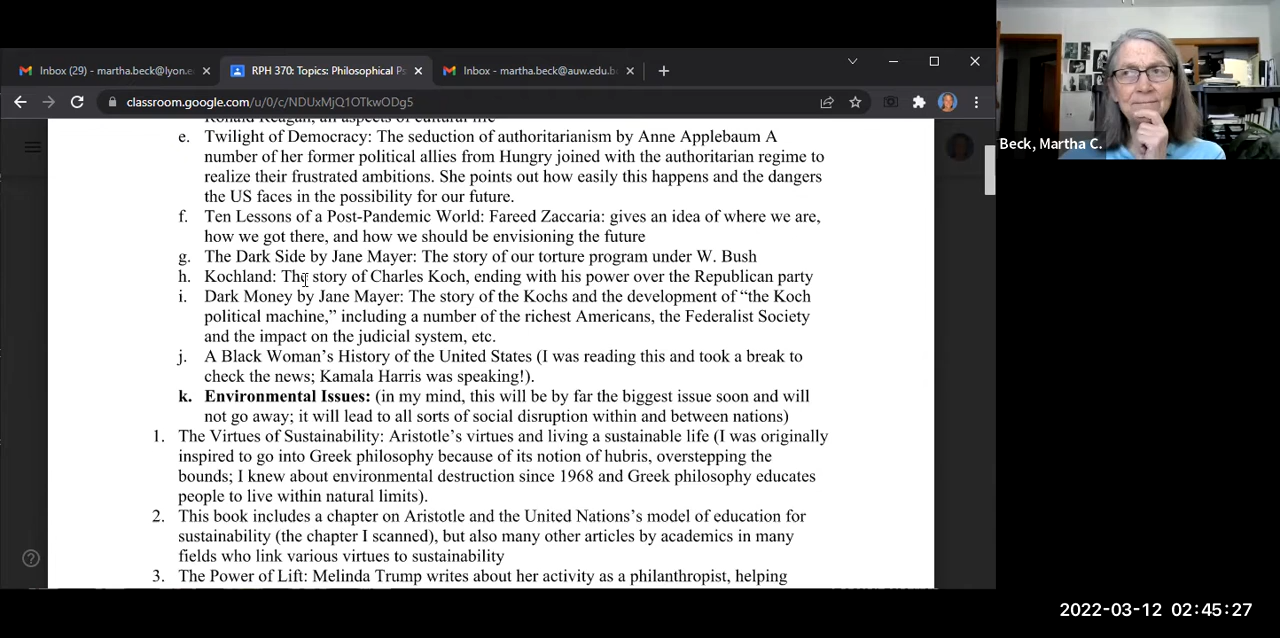 Inbox (29) - martha.beck@lyon.e
RPH 370: Topics: Philosophical Ps
Inbox - martha.beck@auw.edu.b
classroom.google.com/u/0/c/NDUxMjQ1OTkwODg5
Ronald Reagan, all aspects of cultural life
e. Twilight of Democracy: The seduction of authoritarianism by Anne Applebaum A
number of her former political allies from Hungry joined with the authoritarian regime to
realize their frustrated ambitions. She points out how easily this happens and the dangers
the US faces in the possibility for our future.
f. Ten Lessons of a Post-Pandemic World: Fareed Zaccaria: gives an idea of where we are,
how we got there, and how we should be envisioning the future
g. The Dark Side by Jane Mayer: The story of our torture program under W. Bush
h. Kochland: The story of Charles Koch, ending with his power over the Republican party
i. Dark Money by Jane Mayer: The story of the Kochs and the development of “the Koch
political machine,” including a number of the richest Americans, the Federalist Society
and the impact on the judicial system, etc.
j. A Black Woman’s History of the United States (I was reading this and took a break to
check the news; Kamala Harris was speaking!).
k. Environmental Issues: (in my mind, this will be by far the biggest issue soon and will
not go away; it will lead to all sorts of social disruption within and between nations)
1. The Virtues of Sustainability: Aristotle’s virtues and living a sustainable life (I was originally
inspired to go into Greek philosophy because of its notion of hubris, overstepping the
bounds; I knew about environmental destruction since 1968 and Greek philosophy educates
people to live within natural limits).
2. This book includes a chapter on Aristotle and the United Nations’s model of education for
sustainability (the chapter I scanned), but also many other articles by academics in many
fields who link various virtues to sustainability
3. The Power of Lift: Melinda Trump writes about her activity as a philanthropist, helping
Beck, Martha C.
2022-03-12 02:45:27